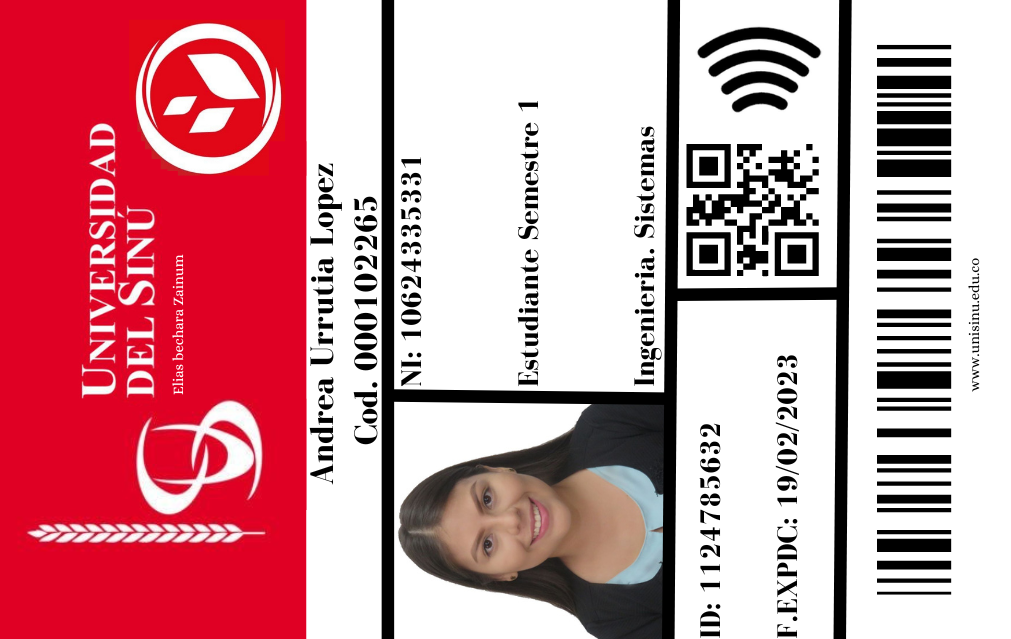 UNIVERSIDAD
DEL SINÚ
Elias bechara Zainum
Andrea Urrutia Lopez
Cod. 000102265
NI: 10624335331
Estudiante Semestre 1
Ingenieria. Sistemas
ID: 1124785632
F.EXPDC: 19/02/2023
www.unisinu.edu.co